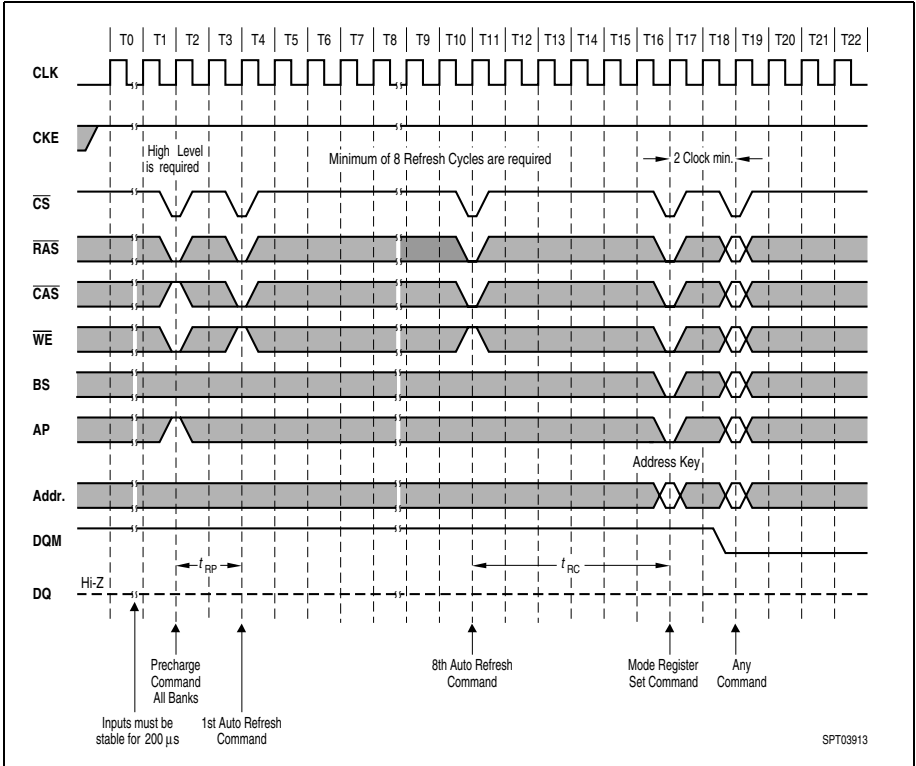 T0 T1 T2 T3 T4 T5 T6 T7 T8 T9 T10 T11 T12 T13 T14 T15 T16 T17 T18 T19 T20 T21 T22
CLK
CKE
High Level
is required
Minimum of 8 Refresh Cycles are required
2 Clock min.
CS
RAS
CAS
WE
BS
AP
Address Key
Addr.
DQM
tRP
tRC
Hi-Z
DQ
Precharge
Command
All Banks
8th Auto Refresh
Command
Mode Register
Set Command
Any
Command
Inputs must be
stable for 200 µs
1st Auto Refresh
Command
SPT03913